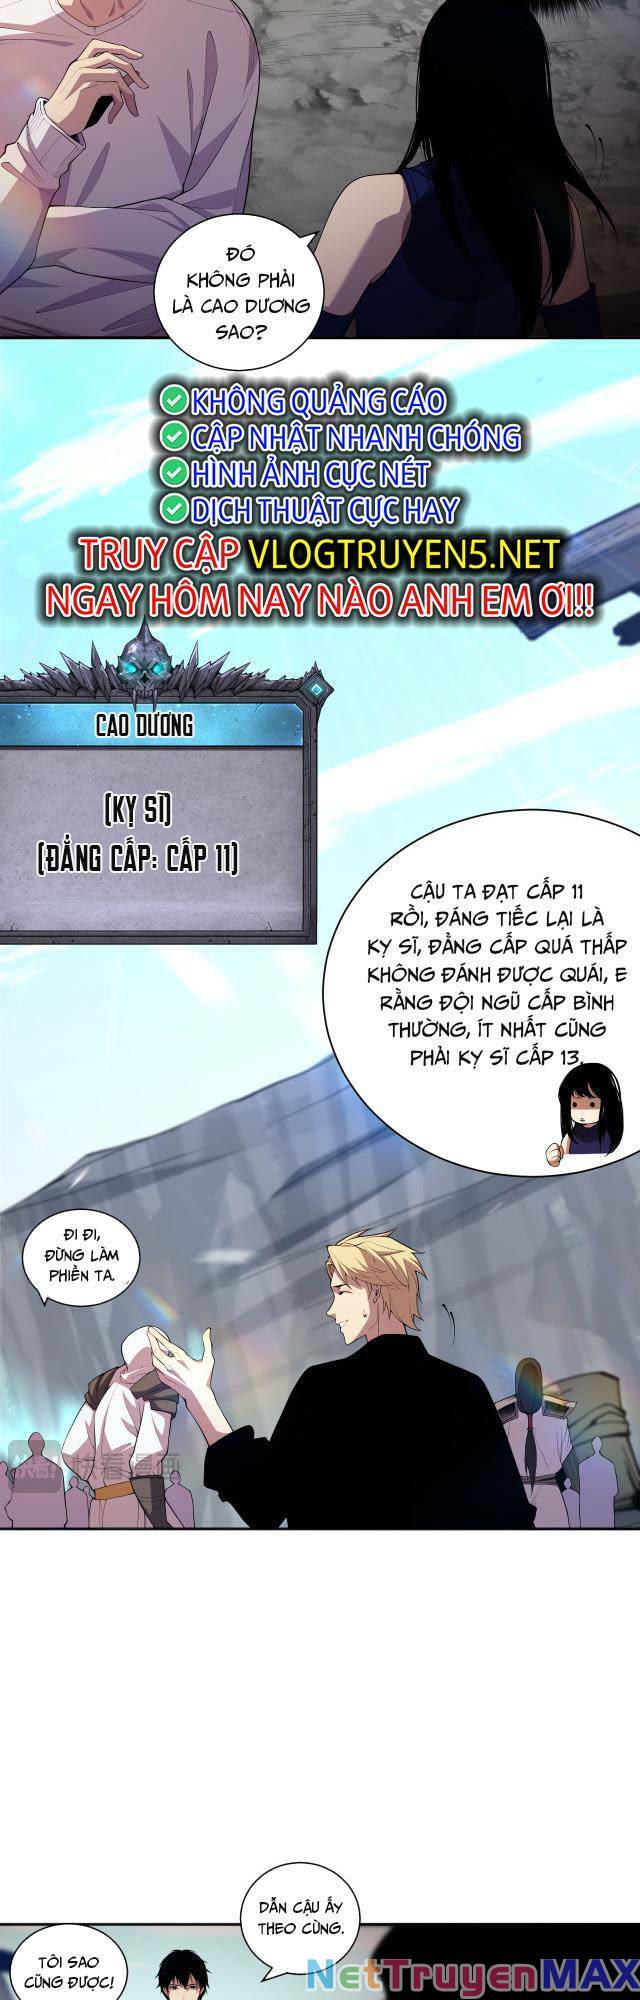 ĐÓ
KHÔNG PHẢI
LÀ CAO DƯƠNG
SAO?
KHÔNG QUẢNG CÁO
CẬP NHẬT NHANH CHÓNG
HÌNH ẢNH CỰC NÉT
DỊCH THUẬT CỰC HAY
TRUY CẬP VLOGTRUYEN5.NET
NGAY HÔM NAY NÀO ANH EM ƠI!!
CAO DƯƠNG
(KỴ SĨ)
(ĐẲNG CẤP: CẤP 11)
CẬU TA ĐẠT CẤP 11
RỒI, ĐÁNG TIẾC LẠI LÀ
KỴ SĨ, ĐẲNG CẤP QUÁ THẤP
KHÔNG ĐÁNH ĐƯỢC QUÁI, E
RẰNG ĐỘI NGŨ CẤP BÌNH
THƯỜNG, ÍT NHẤT CŨNG
PHẢI KỴ SĨ CẤP 13.
ĐI ĐI,
ĐỪNG LÀM
PHIỀN TA.
快看漫画
DẪN CẬU ẤY
THEO CÙNG.
TÔI SAO
CŨNG ĐƯỢC!
NETTRUYENMAX